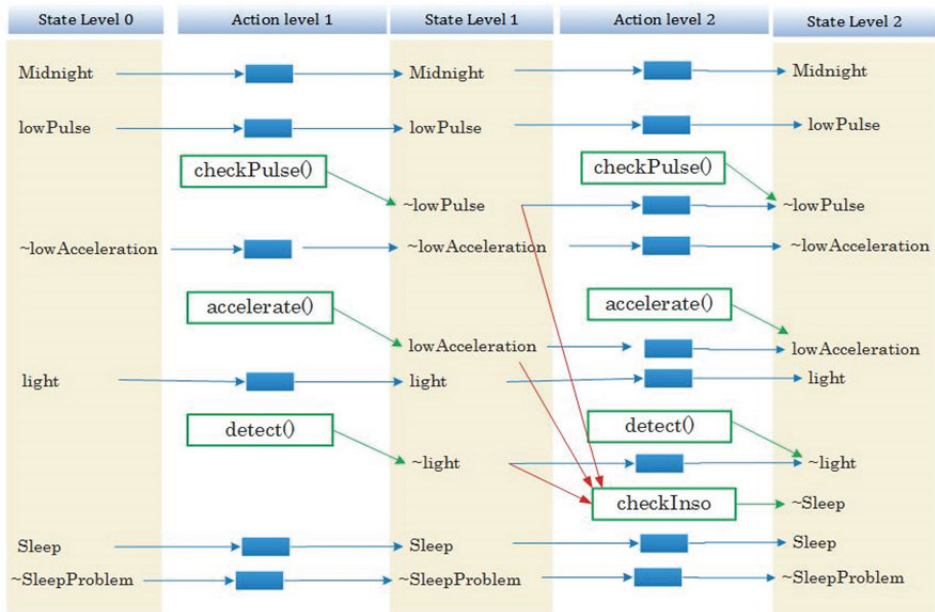 State Level 0 Action level 1 State Level 1 Action level 2 State Level 2
Midnight Midnight Midnight
lowPulse lowPulse lowPulse
checkPulse() checkPulse()
~lowPulse ~lowPulse
~lowAcceleration ~lowAcceleration ~lowAcceleration
accelerate() accelerate()
lowAcceleration lowAcceleration
light light light
detect() detect()
~light ~light
checkInso ~Sleep
Sleep Sleep Sleep
~SleepProblem ~SleepProblem ~SleepProblem